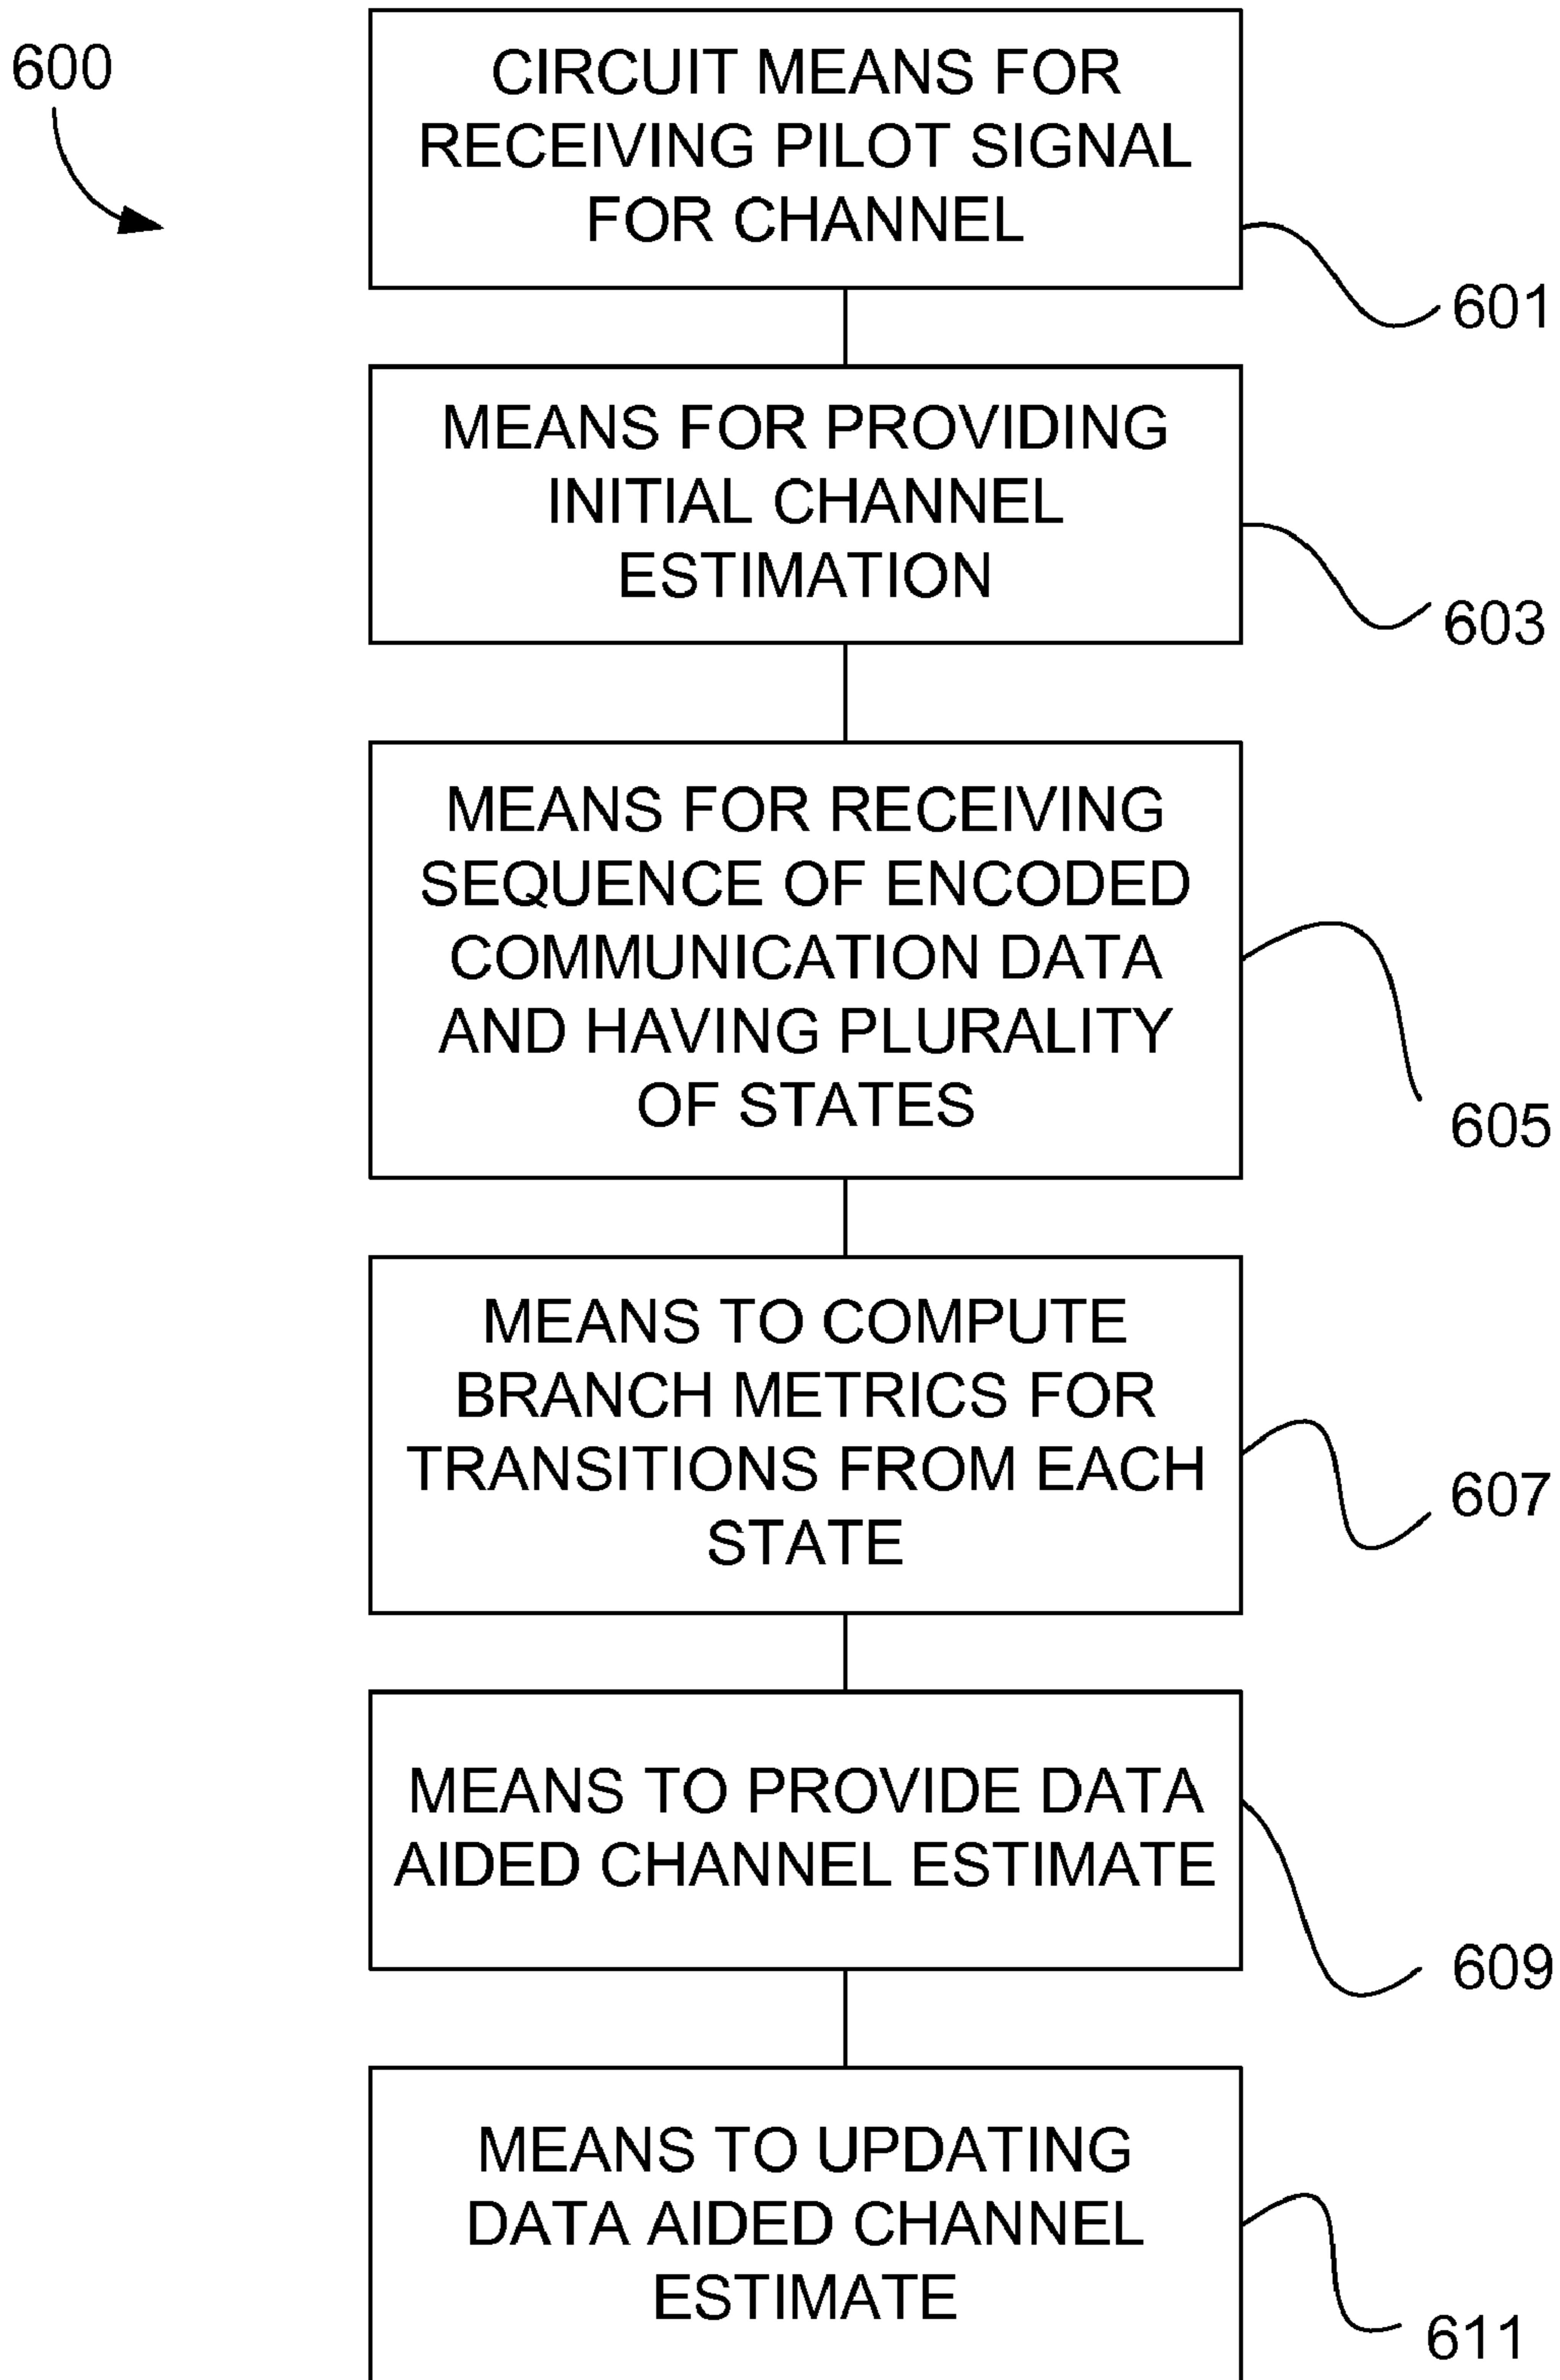 600
CIRCUIT MEANS FOR
RECEIVING PILOT SIGNAL
FOR CHANNEL
601
MEANS FOR PROVIDING
INITIAL CHANNEL
ESTIMATION
603
MEANS FOR RECEIVING
SEQUENCE OF ENCODED
COMMUNICATION DATA
AND HAVING PLURALITY
OF STATES
605
MEANS TO COMPUTE
BRANCH METRICS FOR
TRANSITIONS FROM EACH
STATE
607
MEANS TO PROVIDE DATA
AIDED CHANNEL ESTIMATE
609
MEANS TO UPDATING
DATA AIDED CHANNEL
ESTIMATE
611